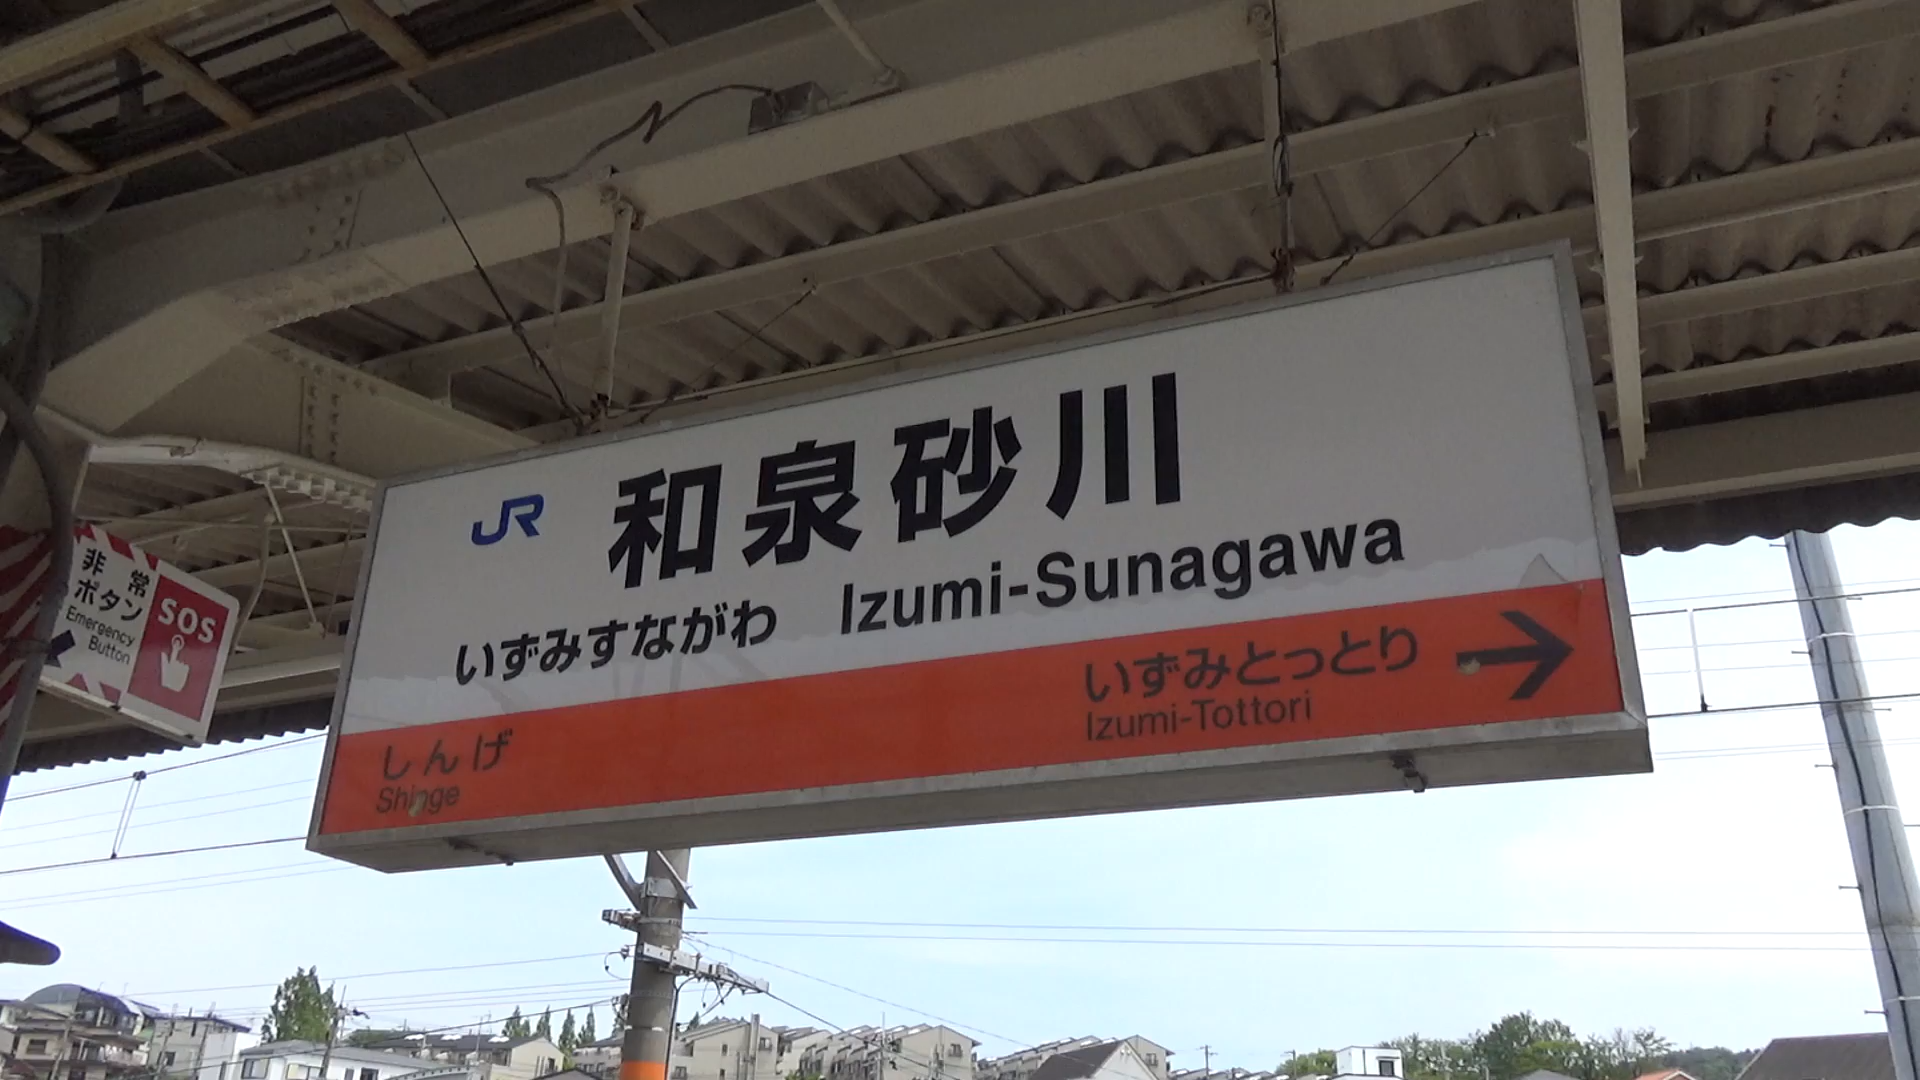 JR 和泉砂川
いずみすながわ Izumi-Sunagawa
しんげ
Shinge
いずみとっとり →
Izumi-Tottori
非常
ボタン
Emergency
Button
SOS